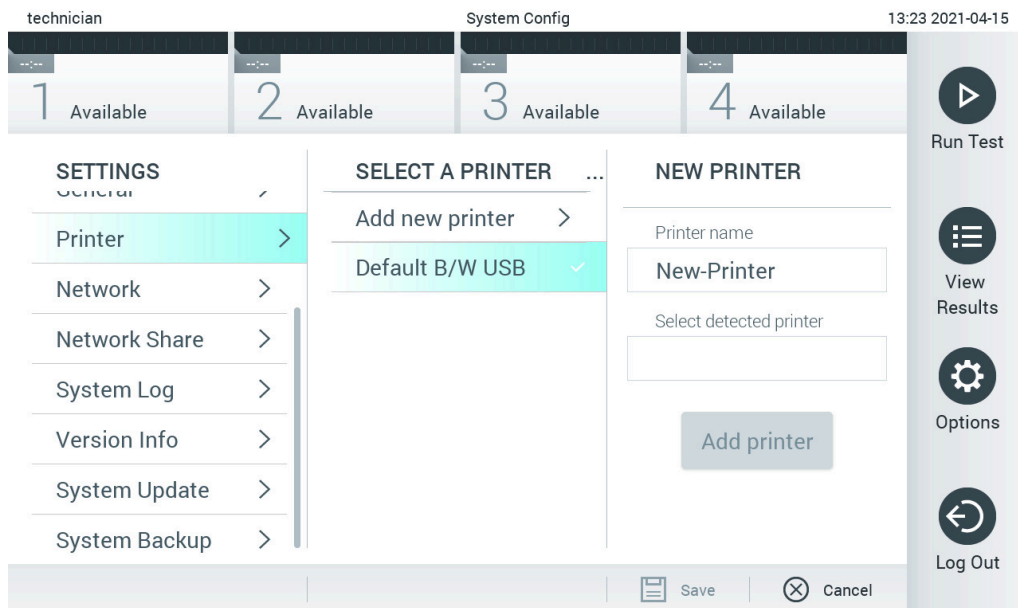 technician
System Config
13:23 2021-04-15
--:--
--:--
--:--
--:--
1 Available
2 Available
3 Available
4 Available
SETTINGS
General
Printer
Network
Network Share
System Log
Version Info
System Update
System Backup
SELECT A PRINTER ...
Add new printer
Default B/W USB
NEW PRINTER
Printer name
New-Printer
Select detected printer
Add printer
Save
Cancel
Run Test
View
Results
Options
Log Out